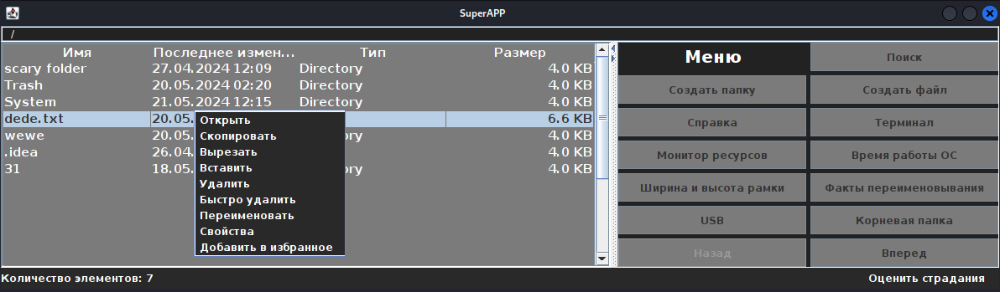 SuperAPP
/
Имя Последнее измен... Тип Размер
scary folder 27.04.2024 12:09 Directory 4.0 KB
Trash 20.05.2024 02:20 Directory 4.0 KB
System 21.05.2024 12:15 Directory 4.0 KB
dede.txt 20.05. 6.6 KB
wewe 20.05. ory 4.0 KB
.idea 26.04. 4.0 KB
31 18.05. ory 4.0 KB
Открыть
Скопировать
Вырезать
Вставить
Удалить
Быстро удалить
Переименовать
Свойства
Добавить в избранное
Меню Поиск
Создать папку Создать файл
Справка Терминал
Монитор ресурсов Время работы ОС
Ширина и высота рамки Факты переименовывания
USB Корневая папка
Назад Вперед
Количество элементов: 7 Оценить страдания